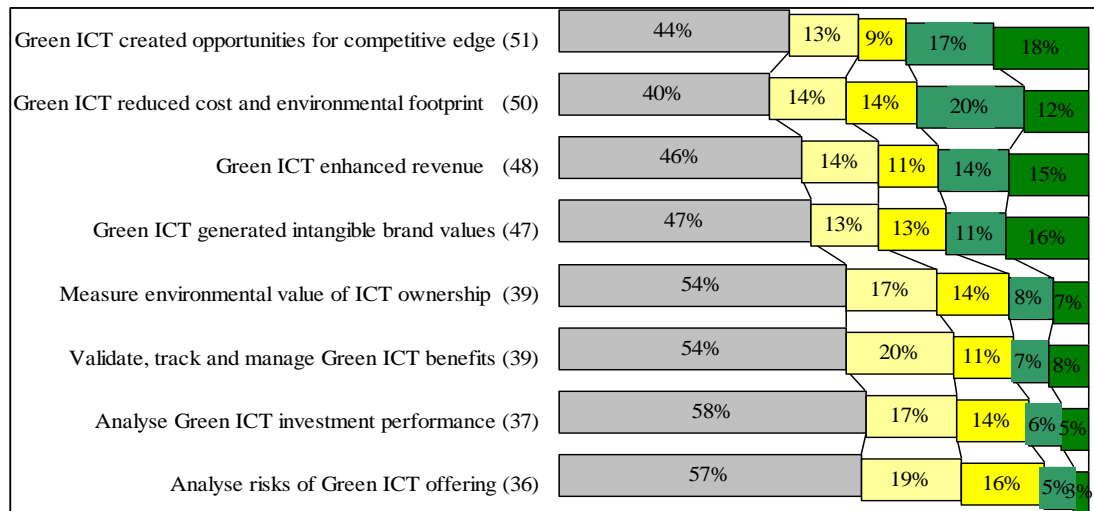 Green ICT created opportunities for competitive edge (51) 44% 13% 9% 17% 18%
Green ICT reduced cost and environmental footprint (50) 40% 14% 14% 20% 12%
Green ICT enhanced revenue (48) 46% 14% 11% 14% 15%
Green ICT generated intangible brand values (47) 47% 13% 13% 11% 16%
Measure environmental value of ICT ownership (39) 54% 17% 14% 8% 7%
Validate, track and manage Green ICT benefits (39) 54% 20% 11% 7% 8%
Analyse Green ICT investment performance (37) 58% 17% 14% 6% 5%
Analyse risks of Green ICT offering (36) 57% 19% 16% 5% 3%